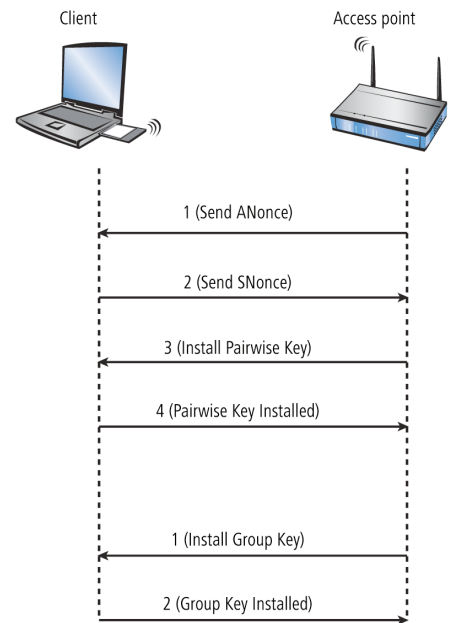 Client
Access point
1 (Send ANonce)
2 (Send SNonce)
3 (Install Pairwise Key)
4 (Pairwise Key Installed)
1 (Install Group Key)
2 (Group Key Installed)